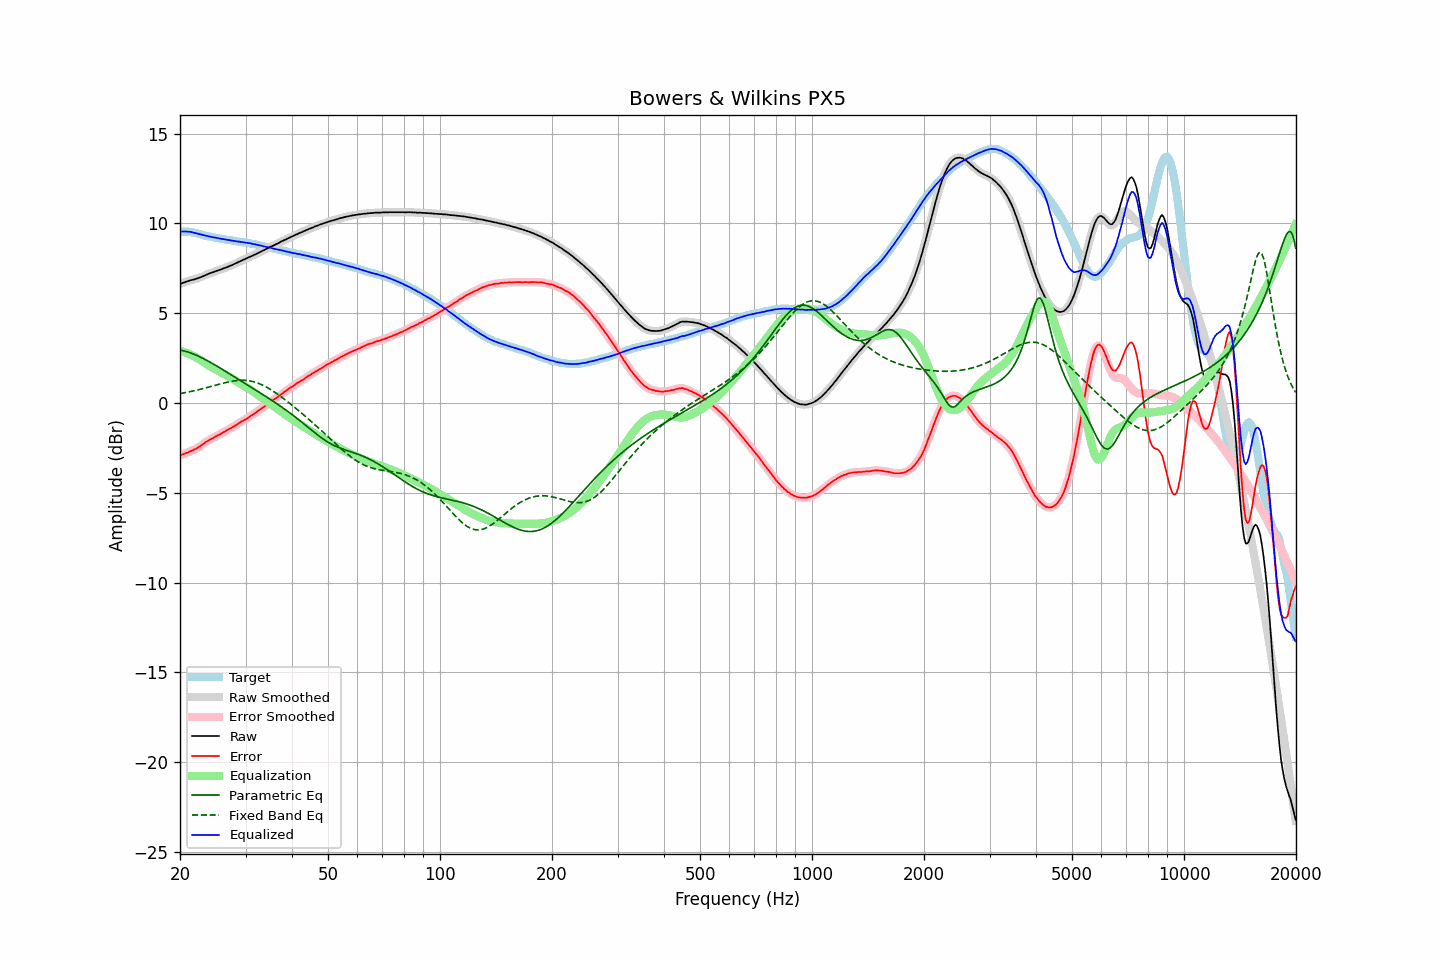 Bowers & Wilkins PX5
15
10
5
0
−5
−10
−15
−20
−25
Amplitude (dBr)
Target
Raw Smoothed
Error Smoothed
Raw
Error
Equalization
Parametric Eq
Fixed Band Eq
Equalized
20 50 100 200 500 1000 2000 5000 10000 20000
Frequency (Hz)